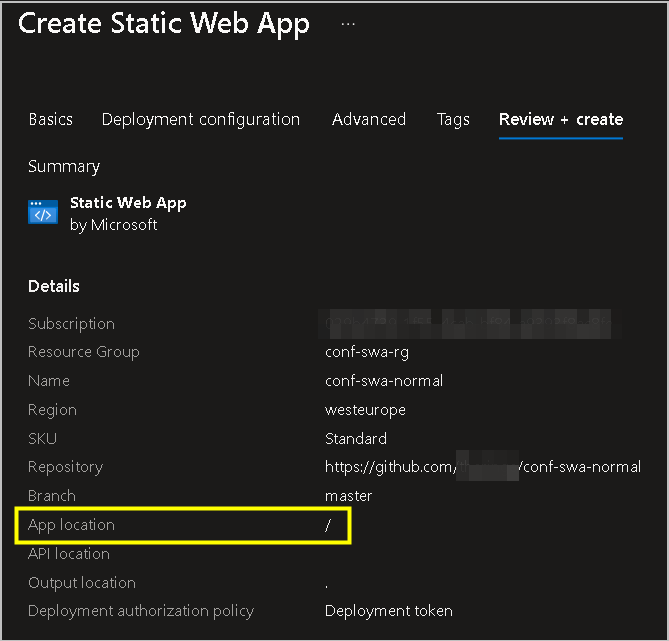 Create Static Web App ...
Basics Deployment configuration Advanced Tags Review + create
Summary
Static Web App
by Microsoft
Details
Subscription
Resource Group conf-swa-rg
Name conf-swa-normal
Region westeurope
SKU Standard
Repository https://github.com/ /conf-swa-normal
Branch master
App location /
API location
Output location .
Deployment authorization policy Deployment token